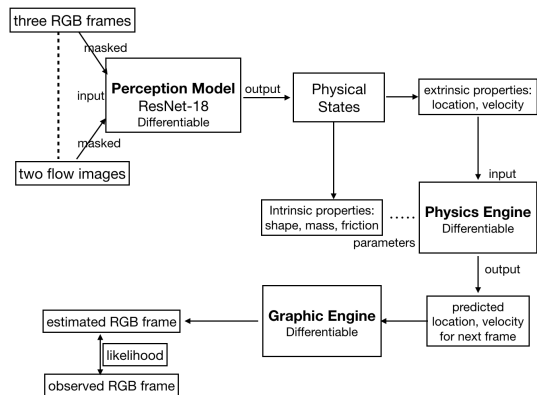 three RGB frames
masked
input
masked
two flow images
Perception Model
ResNet-18
Differentiable
output
Physical
States
extrinsic properties:
location, velocity
input
Intrinsic properties:
shape, mass, friction
parameters
Physics Engine
Differentiable
output
predicted
location, velocity
for next frame
Graphic Engine
Differentiable
estimated RGB frame
likelihood
observed RGB frame